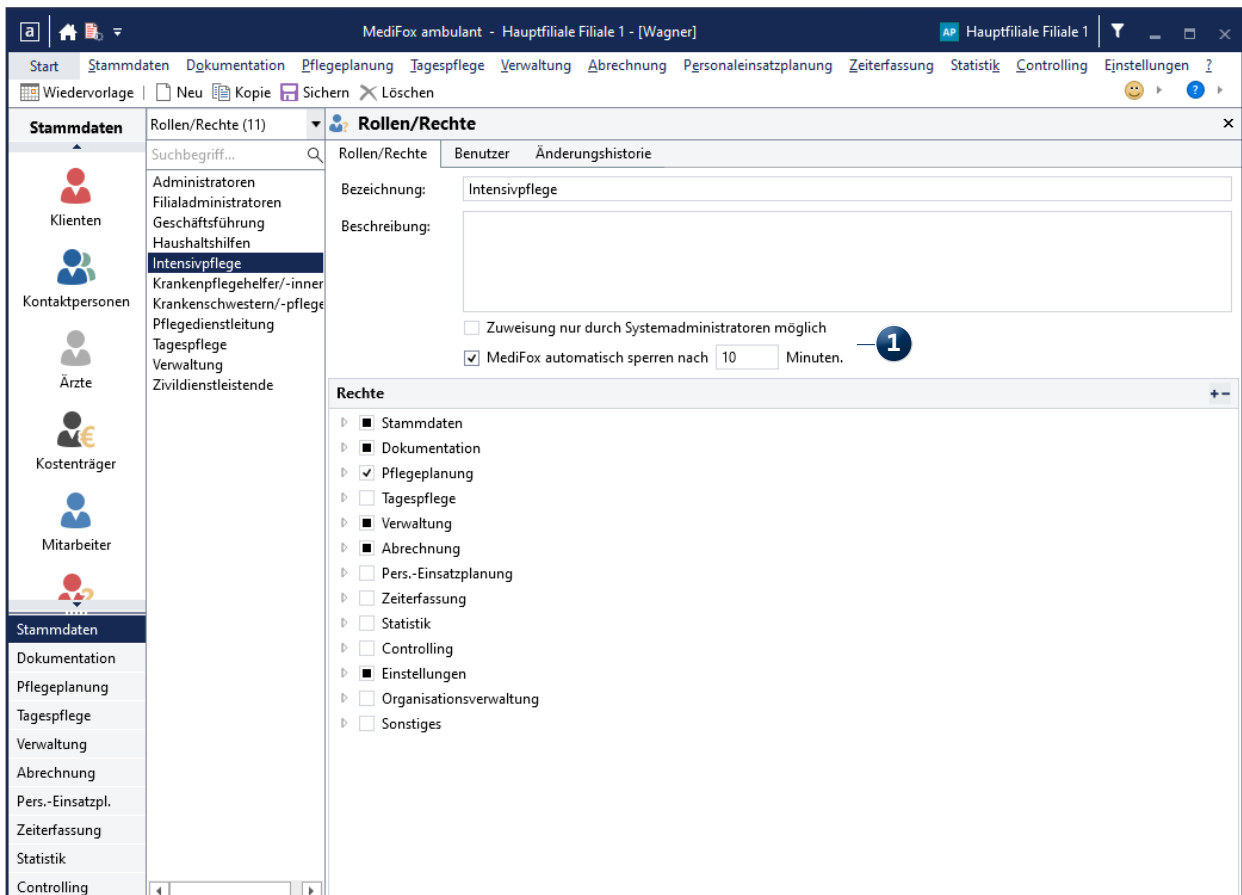 a MediFox ambulant - Hauptfiliale Filiale 1 - [Wagner] AP Hauptfiliale Filiale 1
Start Stammdaten Dokumentation Pflegeplanung Tagespflege Verwaltung Abrechnung Personaleinsatzplanung Zeiterfassung Statistik Controlling Einstellungen ?
Wiedervorlage Neu Kopie Sichern Löschen ?
Stammdaten
Klienten
Kontaktpersonen
Ärzte
Kostenträger
Mitarbeiter
Stammdaten
Dokumentation
Pflegeplanung
Tagespflege
Verwaltung
Abrechnung
Pers.-Einsatzpl.
Zeiterfassung
Statistik
Controlling
Rollen/Rechte (11)
Suchbegriff...
Administratoren
Filialadministratoren
Geschäftsführung
Haushaltshilfen
Intensivpflege
Krankenpflegehelfer/-inner
Krankenschwestern/-pflege
Pflegedienstleitung
Tagespflege
Verwaltung
Zivildienstleistende
Rollen/Rechte
Rollen/Rechte Benutzer Änderungshistorie
Bezeichnung: Intensivpflege
Beschreibung:
Zuweisung nur durch Systemadministratoren möglich
MediFox automatisch sperren nach 10 Minuten.
1
Rechte
Stammdaten
Dokumentation
Pflegeplanung
Tagespflege
Verwaltung
Abrechnung
Pers.-Einsatzplanung
Zeiterfassung
Statistik
Controlling
Einstellungen
Organisationsverwaltung
Sonstiges